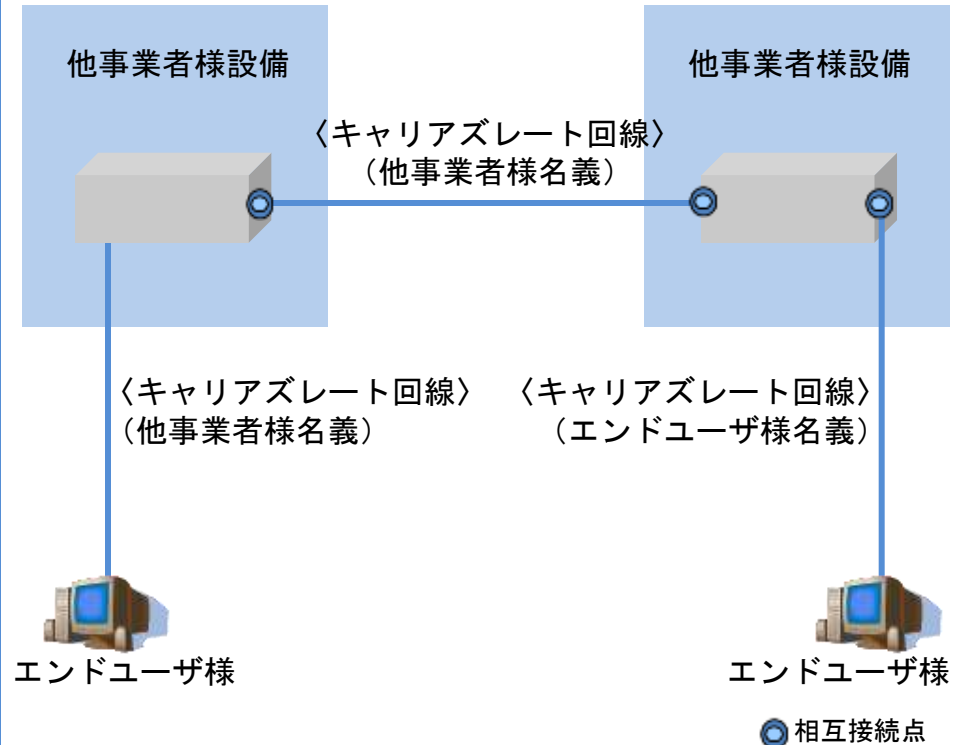 他事業者様設備
他事業者様設備
〈キャリアズレート回線〉
（他事業者様名義）
〈キャリアズレート回線〉
（他事業者様名義）
〈キャリアズレート回線〉
（エンドユーザ様名義）
エンドユーザ様
エンドユーザ様
相互接続点